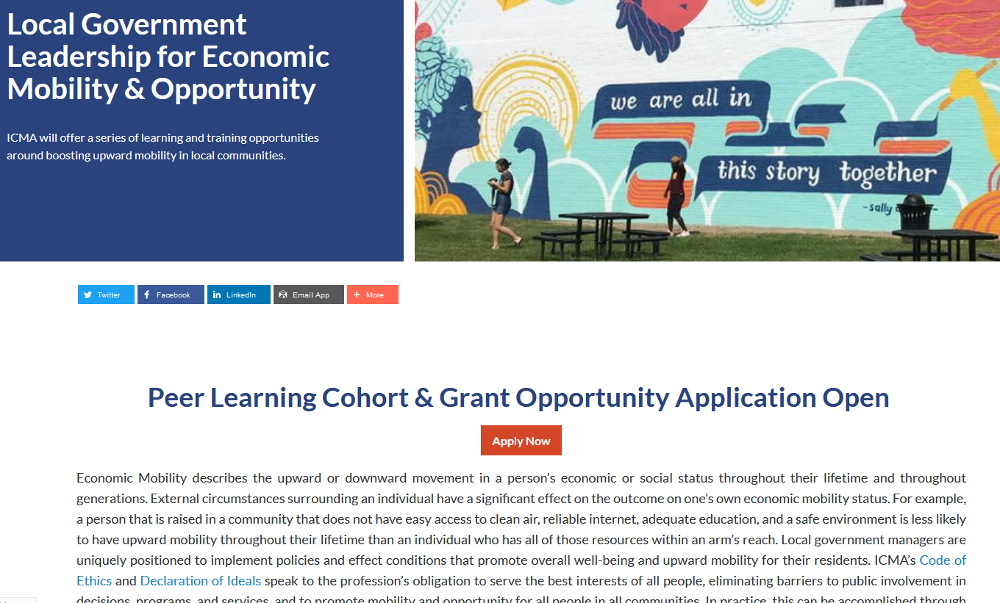 Local Government
Leadership for Economic
Mobility & Opportunity
ICMA will offer a series of learning and training opportunities
around boosting upward mobility in local communities.
we are all in
this story together
-sally
Twitter
Facebook
LinkedIn
Email App
More
Peer Learning Cohort & Grant Opportunity Application Open
Apply Now
Economic Mobility describes the upward or downward movement in a person’s economic or social status throughout their lifetime and throughout
generations. External circumstances surrounding an individual have a significant effect on the outcome on one’s own economic mobility status. For example,
a person that is raised in a community that does not have easy access to clean air, reliable internet, adequate education, and a safe environment is less likely
to have upward mobility throughout their lifetime than an individual who has all of those resources within an arm’s reach. Local government managers are
uniquely positioned to implement policies and effect conditions that promote overall well-being and upward mobility for their residents. ICMA’s Code of
Ethics and Declaration of Ideals speak to the profession’s obligation to serve the best interests of all people, eliminating barriers to public involvement in
decisions, programs, and services, and to promote mobility and opportunity for all people in all communities. In practice, this can be accomplished through